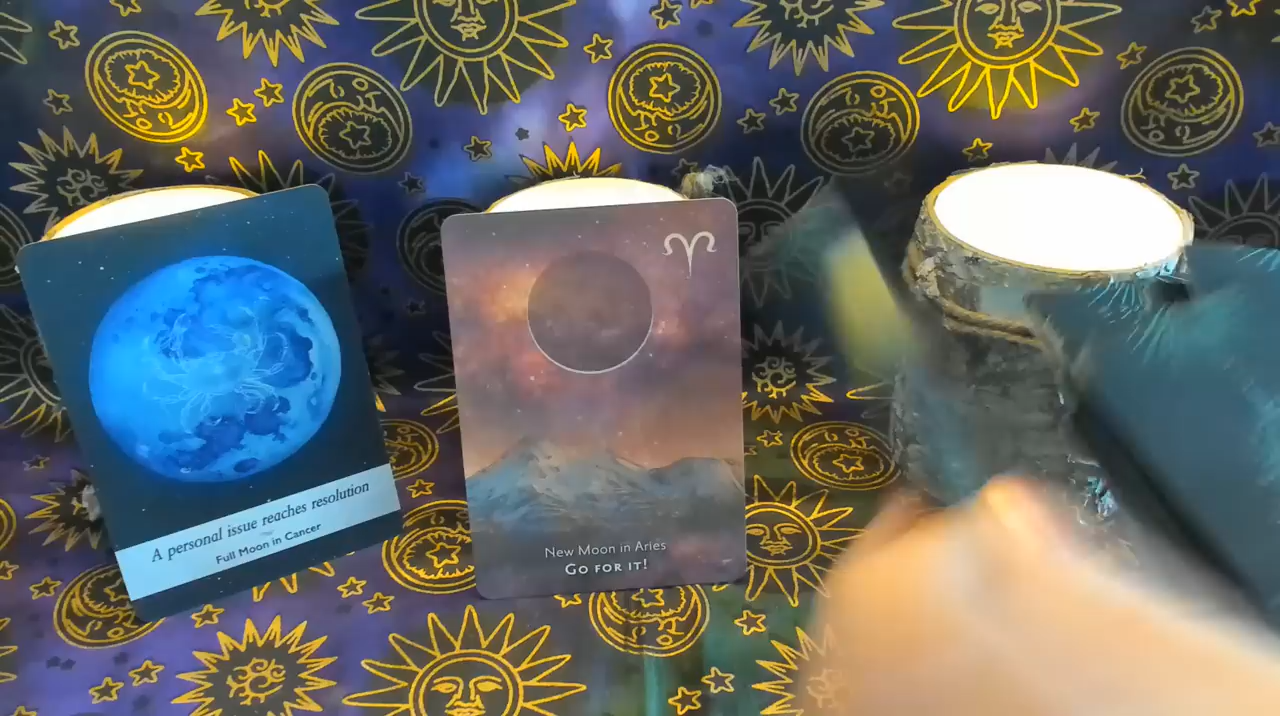 A personal issue reaches resolution
Full Moon in Cancer
New Moon in Aries
GO FOR IT!